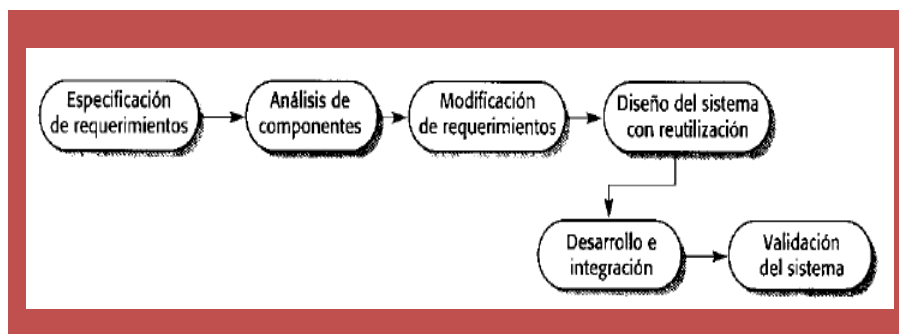 Especificación
de requerimientos
Análisis de
componentes
Modificación
de requerimientos
Diseño del sistema
con reutilización
Desarrollo e
integración
Validación
del sistema